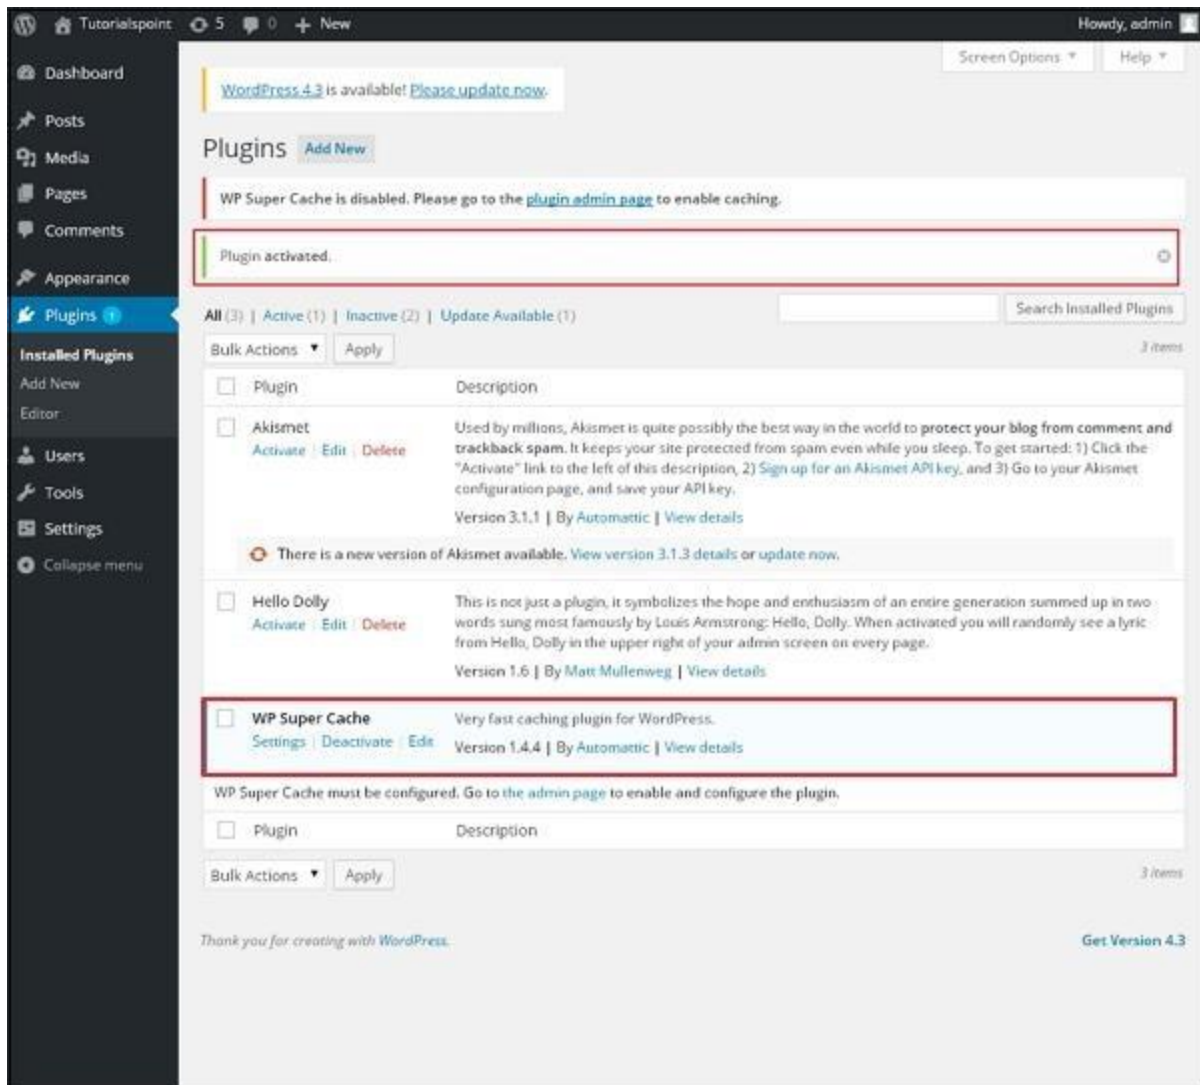 Tutorialspoint 5 0 + New Howdy, admin
Screen Options ▼ Help ▼
Dashboard
Posts
Media
Pages
Comments
Appearance
Plugins 1
Installed Plugins
Add New
Editor
Users
Tools
Settings
Collapse menu
WordPress 4.3 is available! Please update now.
Plugins Add New
WP Super Cache is disabled. Please go to the plugin admin page to enable caching.
Plugin activated.
All (3) | Active (1) | Inactive (2) | Update Available (1)
Search Installed Plugins
Bulk Actions ▼ Apply 3 items
Plugin Description
Akismet
Activate | Edit | Delete
Used by millions, Akismet is quite possibly the best way in the world to protect your blog from comment and
trackback spam. It keeps your site protected from spam even while you sleep. To get started: 1) Click the
"Activate" link to the left of this description, 2) Sign up for an Akismet API key, and 3) Go to your Akismet
configuration page, and save your API key.
Version 3.1.1 | By Automattic | View details
There is a new version of Akismet available. View version 3.1.3 details or update now.
Hello Dolly
Activate | Edit | Delete
This is not just a plugin, it symbolizes the hope and enthusiasm of an entire generation summed up in two
words sung most famously by Louis Armstrong: Hello, Dolly. When activated you will randomly see a lyric
from Hello, Dolly in the upper right of your admin screen on every page.
Version 1.6 | By Matt Mullenweg | View details
WP Super Cache
Settings | Deactivate | Edit
Very fast caching plugin for WordPress.
Version 1.4.4 | By Automattic | View details
WP Super Cache must be configured. Go to the admin page to enable and configure the plugin.
Plugin Description
Bulk Actions ▼ Apply 3 items
Thank you for creating with WordPress. Get Version 4.3